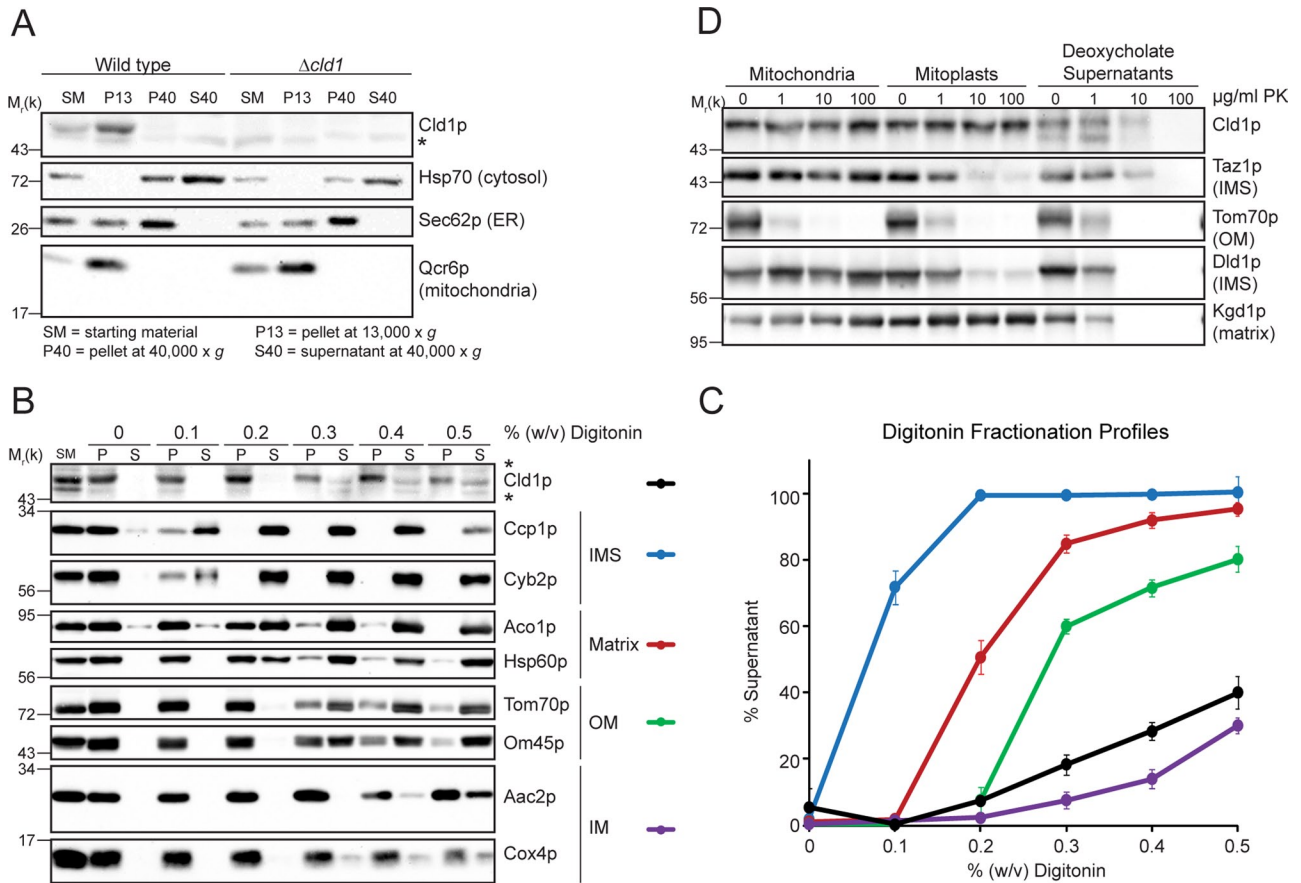 A
Wild type Δcld1
SM P13 P40 S40 SM P13 P40 S40
Mr(k)
Cld1p
*
43
72 Hsp70 (cytosol)
26 Sec62p (ER)
Qcr6p
(mitochondria)
17
SM = starting material P13 = pellet at 13,000 x g
P40 = pellet at 40,000 x g S40 = supernatant at 40,000 x g
D
Deoxycholate
Mitochondria Mitoplasts Supernatants
0 1 10 100 0 1 10 100 0 1 10 100 µg/ml PK
Mr(k)
Cld1p
43
43 Taz1p
(IMS)
72 Tom70p
(OM)
Dld1p
56 (IMS)
Kgd1p
95 (matrix)
B
0 0.1 0.2 0.3 0.4 0.5 % (w/v) Digitonin
Mr(k) SM P S P S P S P S P S P S
*
Cld1p
43 *
34
Ccp1p
IMS
Cyb2p
56
95
Aco1p
Matrix
Hsp60p
56
Tom70p
72
OM
Om45p
43
34
Aac2p
IM
17
Cox4p
C
Digitonin Fractionation Profiles
% Supernatant
100
80
60
40
20
0
0 0.1 0.2 0.3 0.4 0.5
% (w/v) Digitonin